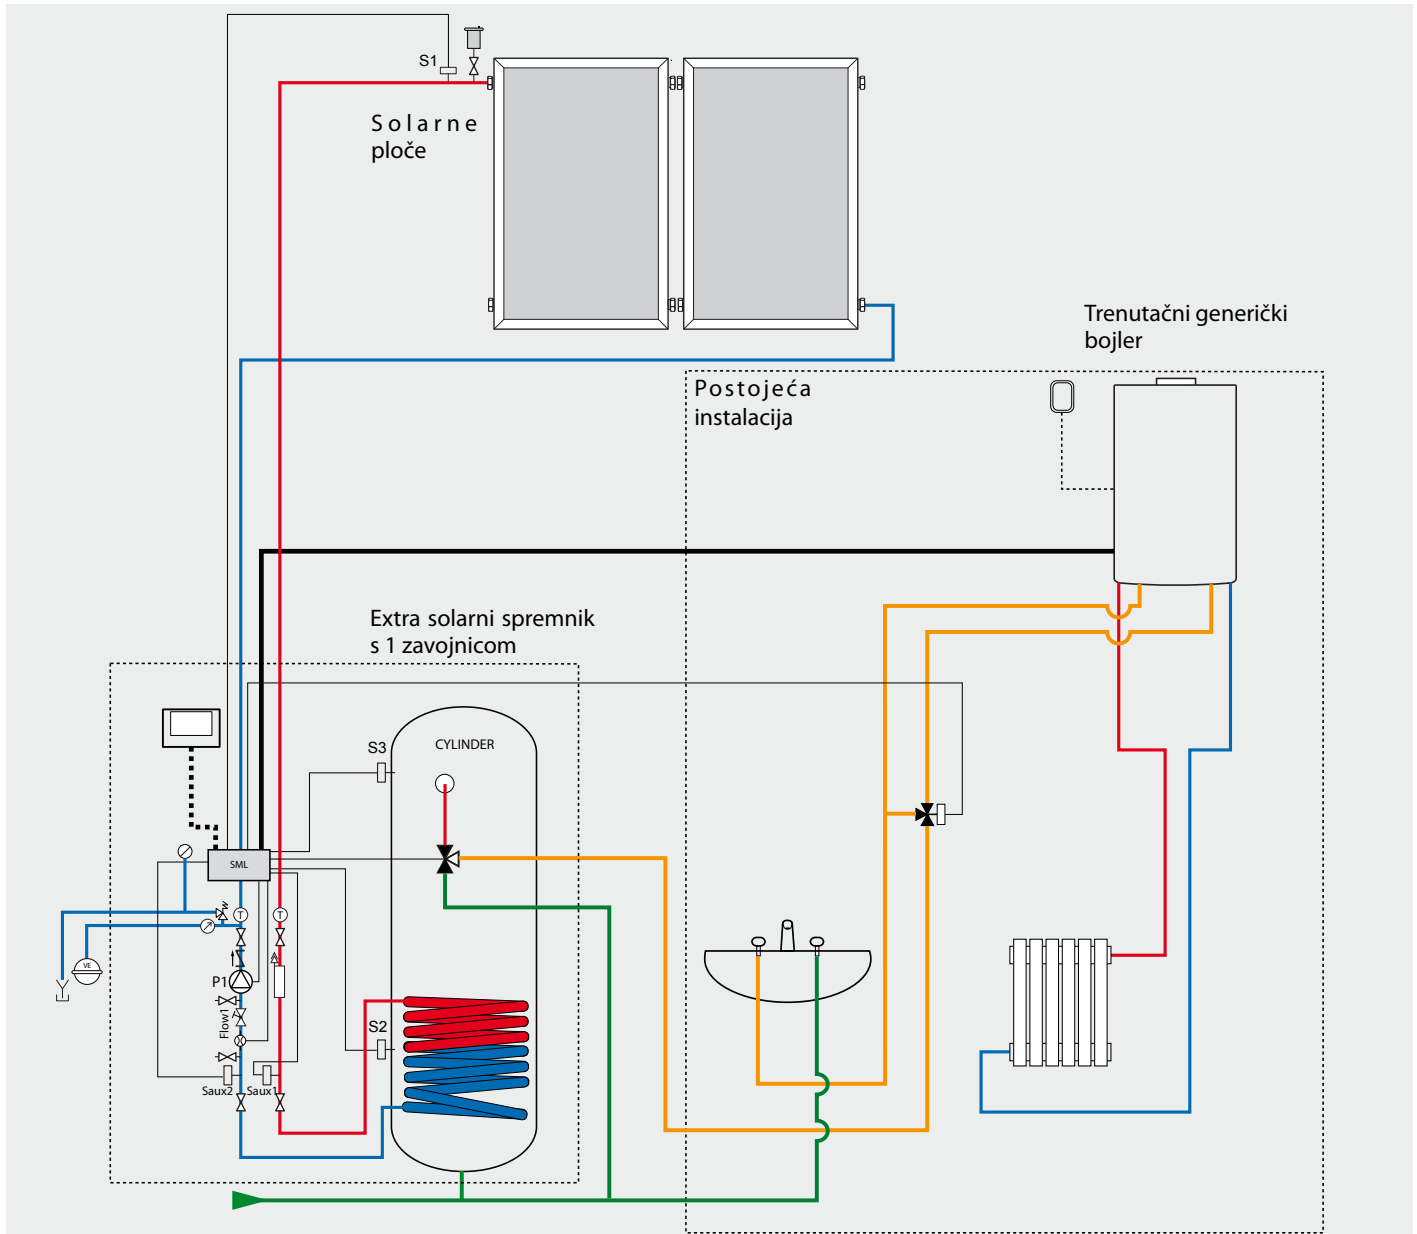 S1
Solarne
ploče
Trenutačni generički
bojler
Postojeća
instalacija
Extra solarni spremnik
s 1 zavojnicom
CYLINDER
S3
SML
T
T
VE
P1
Flow1
S2
Saux2
Saux1